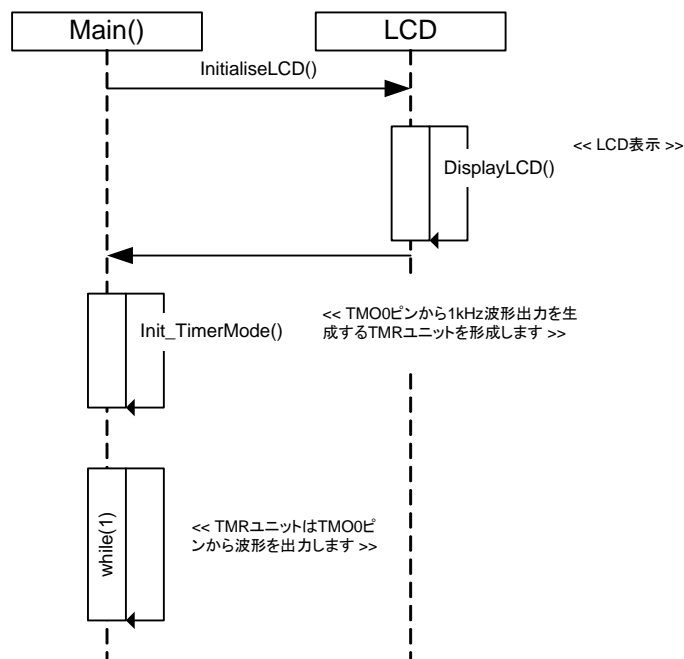 Main()
LCD
InitialiseLCD()
<< LCD表示 >>
DisplayLCD()
<< TMO0ピンから1kHz波形出力を生
成するTMRユニットを形成します >>
Init_TimerMode()
while(1)
<< TMRユニットはTMO0ピ
ンから波形を出力します >>